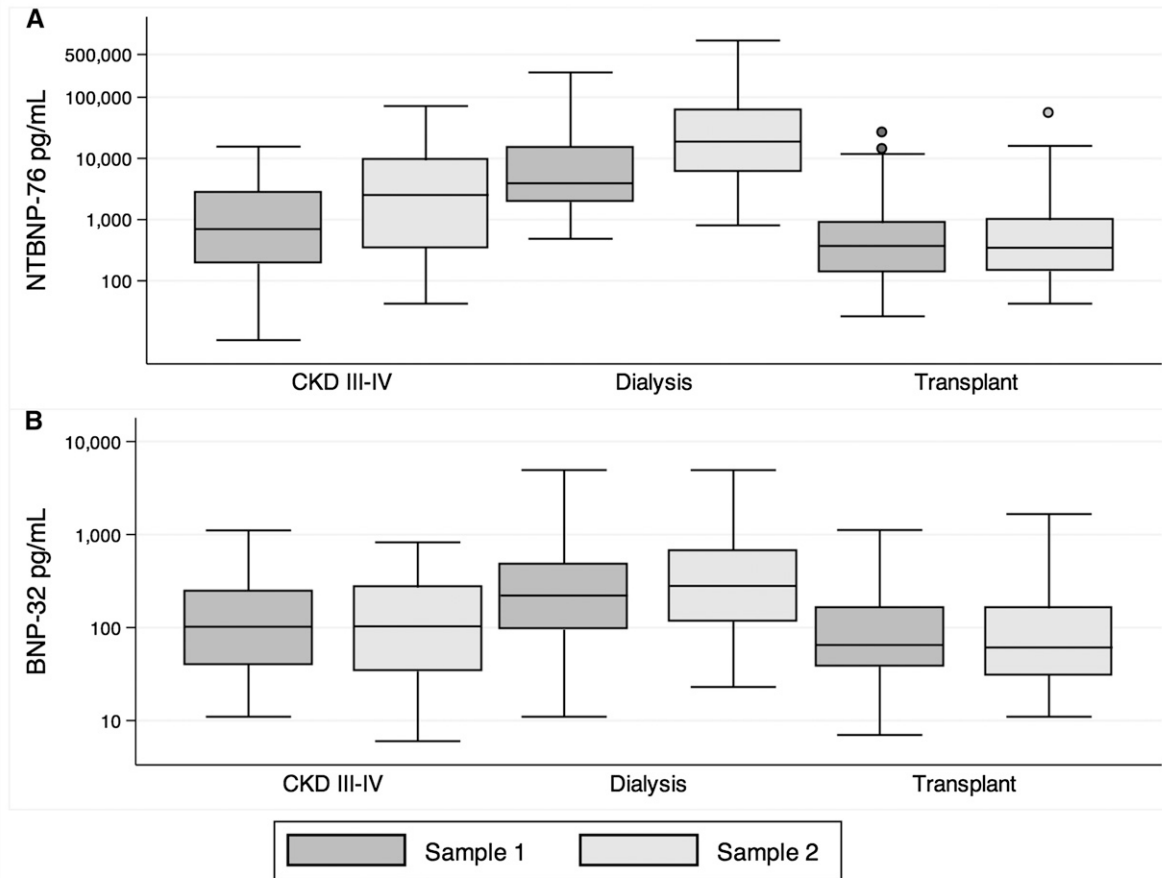 A
NTBNP-76 pg/mL
500,000
100,000
10,000
1,000
100
CKD III-IV Dialysis Transplant
B
BNP-32 pg/mL
10,000
1,000
100
10
CKD III-IV Dialysis Transplant
Sample 1 Sample 2